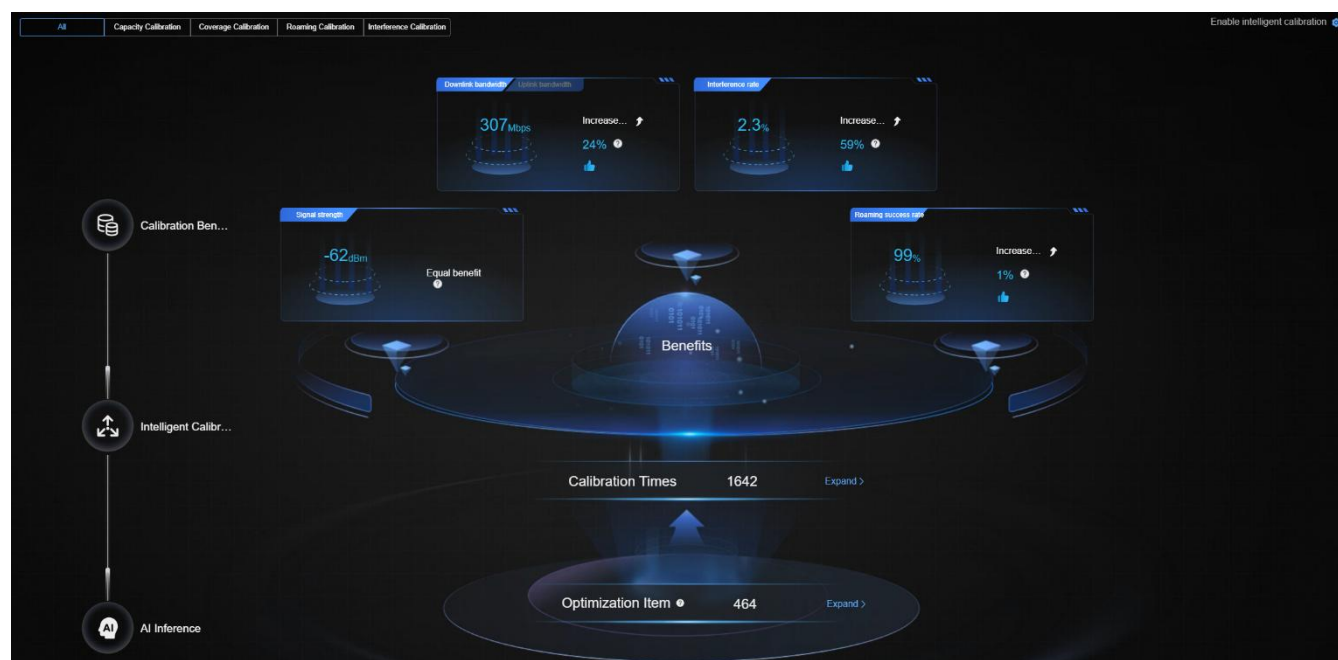 All
Capacity Calibration
Coverage Calibration
Roaming Calibration
Interference Calibration
Enable intelligent calibration
Downlink bandwidth
Uplink bandwidth
307Mbps
Increase...
24%
Interference rate
2.3%
Increase...
59%
Signal strength
-62dBm
Equal benefit
Roaming success rate
99%
Increase...
1%
Calibration Ben...
Benefits
Intelligent Calibr...
Calibration Times 1642 Expand >
Optimization Item 464 Expand >
AI
AI Inference